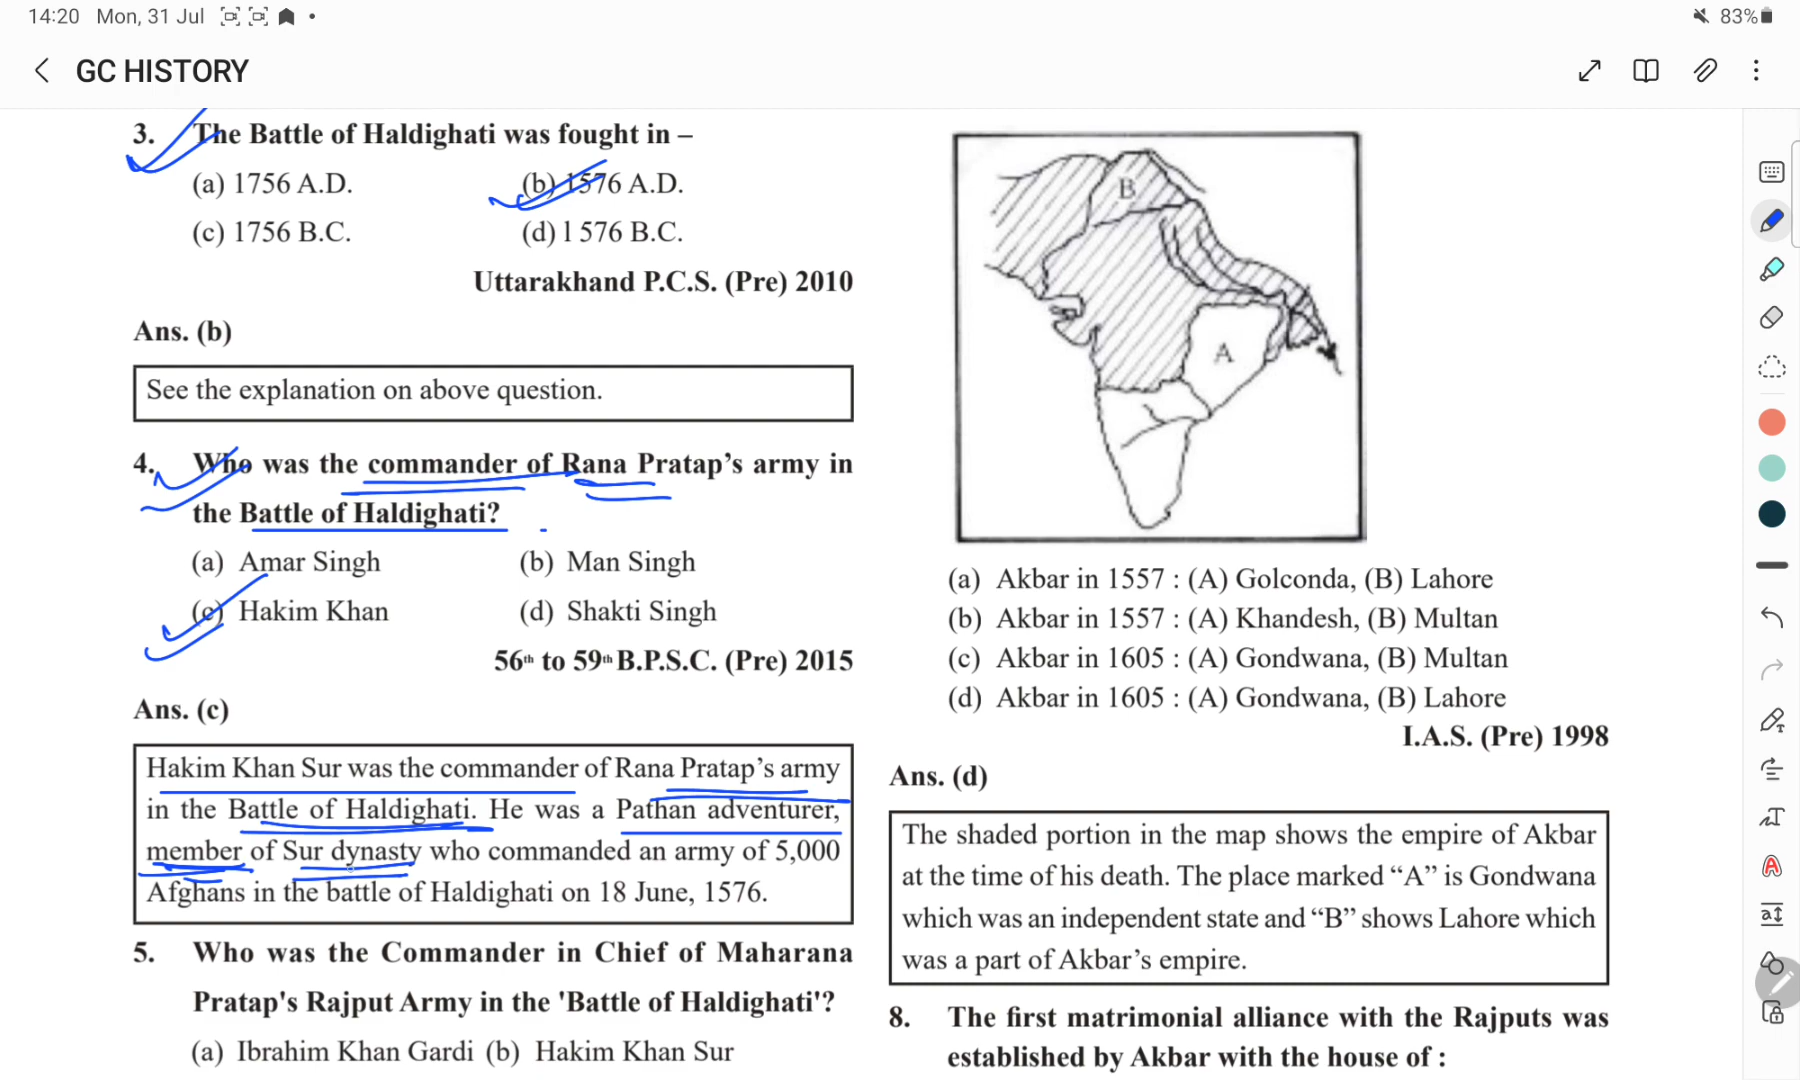 14:20 Mon, 31 Jul
83%
GC HISTORY
3. The Battle of Haldighati was fought in –
(a) 1756 A.D. (b) 1576 A.D.
(c) 1756 B.C. (d) 1 576 B.C.
Uttarakhand P.C.S. (Pre) 2010
Ans. (b)
See the explanation on above question.
4. Who was the commander of Rana Pratap’s army in
the Battle of Haldighati?
(a) Amar Singh (b) Man Singh
(c) Hakim Khan (d) Shakti Singh
56th to 59th B.P.S.C. (Pre) 2015
Ans. (c)
Hakim Khan Sur was the commander of Rana Pratap’s army
in the Battle of Haldighati. He was a Pathan adventurer,
member of Sur dynasty who commanded an army of 5,000
Afghans in the battle of Haldighati on 18 June, 1576.
5. Who was the Commander in Chief of Maharana
Pratap's Rajput Army in the 'Battle of Haldighati'?
(a) Ibrahim Khan Gardi (b) Hakim Khan Sur
B
A
(a) Akbar in 1557 : (A) Golconda, (B) Lahore
(b) Akbar in 1557 : (A) Khandesh, (B) Multan
(c) Akbar in 1605 : (A) Gondwana, (B) Multan
(d) Akbar in 1605 : (A) Gondwana, (B) Lahore
I.A.S. (Pre) 1998
Ans. (d)
The shaded portion in the map shows the empire of Akbar
at the time of his death. The place marked “A” is Gondwana
which was an independent state and “B” shows Lahore which
was a part of Akbar’s empire.
8. The first matrimonial alliance with the Rajputs was
established by Akbar with the house of :